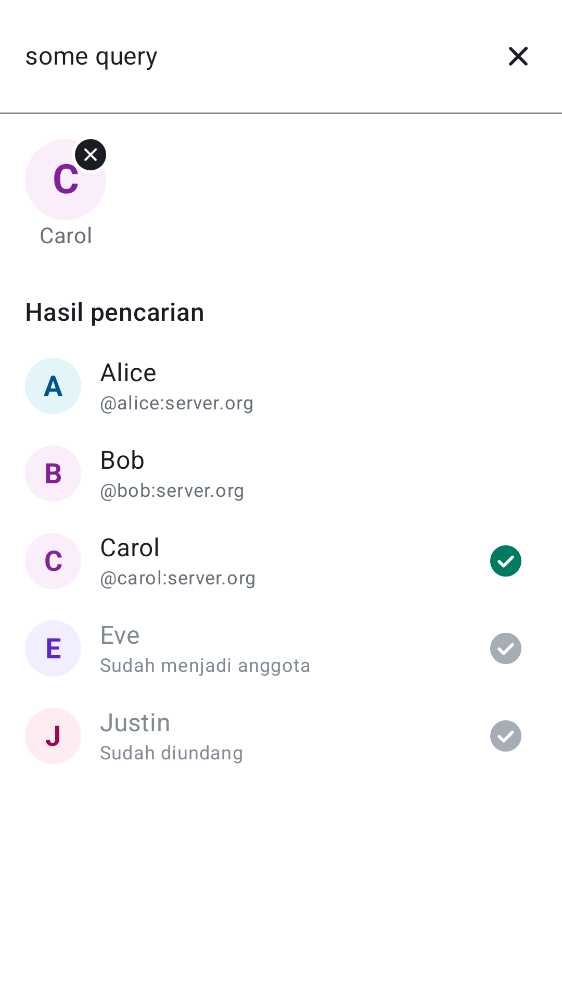 some query
C
Carol
Hasil pencarian
A
Alice
@alice:server.org
B
Bob
@bob:server.org
C
Carol
@carol:server.org
E
Eve
Sudah menjadi anggota
J
Justin
Sudah diundang